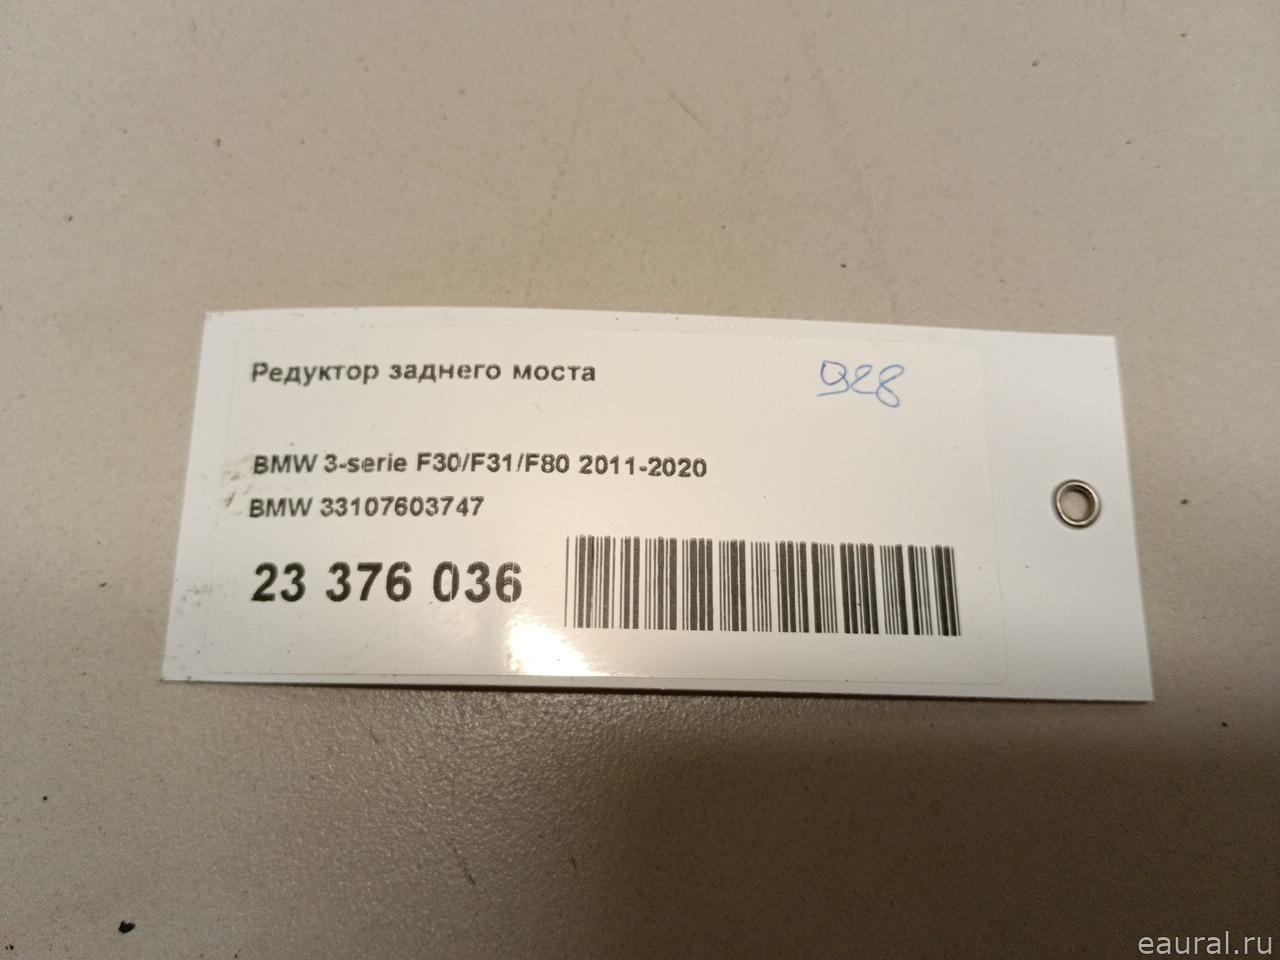 Редуктор заднего моста
928
BMW 3-serie F30/F31/F80 2011-2020
BMW 33107603747
23 376 036
eaural.ru